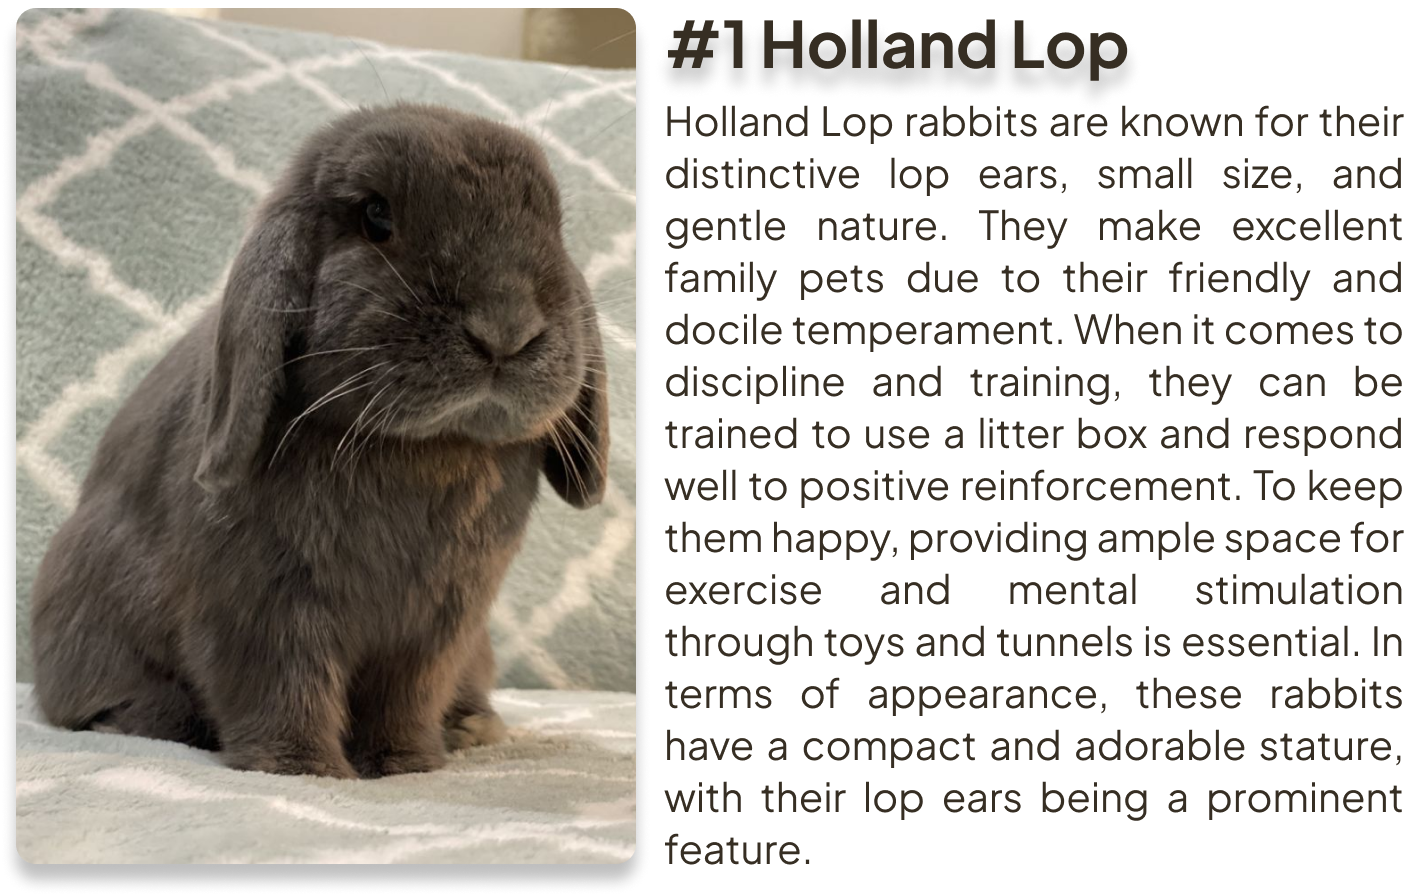 #1 Holland Lop
Holland Lop rabbits are known for their
distinctive lop ears, small size, and
gentle nature. They make excellent
family pets due to their friendly and
docile temperament. When it comes to
discipline and training, they can be
trained to use a litter box and respond
well to positive reinforcement. To keep
them happy, providing ample space for
exercise and mental stimulation
through toys and tunnels is essential. In
terms of appearance, these rabbits
have a compact and adorable stature,
with their lop ears being a prominent
feature.